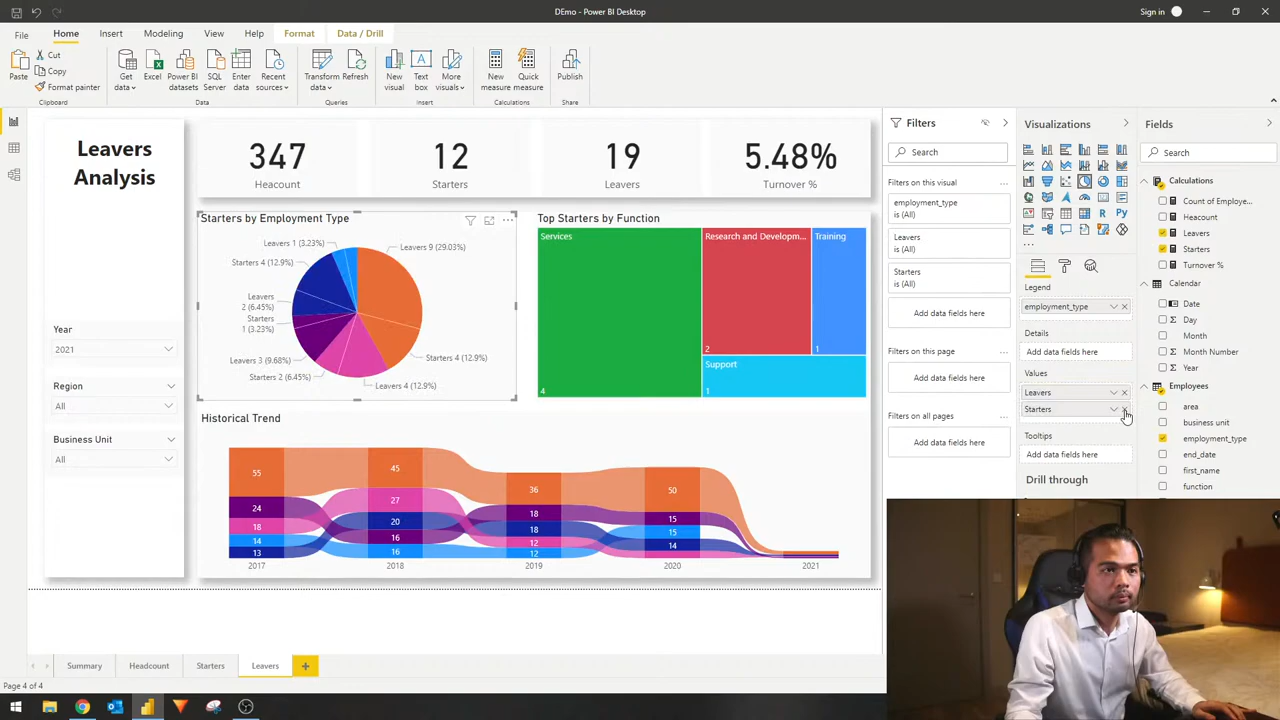 DEmo - Power BI Desktop
Sign in
File
Home
Insert
Modeling
View
Help
Format
Data / Drill
Cut
Copy
Format painter
Paste
Clipboard
Get data
Excel
Power BI datasets
SQL Server
Enter data
Recent sources
Data
Transform data
Refresh
Queries
New visual
Text box
More visuals
Insert
New measure
Quick measure
Calculations
Publish
Share
Leavers
Analysis
347
Heacount
12
Starters
19
Leavers
5.48%
Turnover %
Year
2021
Region
All
Business Unit
All
Starters by Employment Type
Leavers 1 (3.23%)
Leavers 9 (29.03%)
Starters 4 (12.9%)
Leavers
2 (6.45%)
Starters
1 (3.23%)
Leavers 3 (9.68%)
Starters 4 (12.9%)
Starters 2 (6.45%)
Leavers 4 (12.9%)
Top Starters by Function
Services
4
Research and Developm...
2
Training
1
Support
1
Historical Trend
55
24
18
14
13
45
27
20
16
16
36
18
18
12
12
50
15
15
14
2017
2018
2019
2020
2021
Filters
Search
Filters on this visual
employment_type
is (All)
Leavers
is (All)
Starters
is (All)
Add data fields here
Filters on this page
Add data fields here
Filters on all pages
Add data fields here
Visualizations
R
Py
Legend
employment_type
Details
Add data fields here
Values
Leavers
Starters
Tooltips
Add data fields here
Drill through
Fields
Search
Calculations
Count of Employe...
Heacount
Leavers
Starters
Turnover %
Calendar
Date
Day
Month
Month Number
Year
Employees
area
business unit
employment_type
end_date
first_name
function
Summary
Headcount
Starters
Leavers
Page 4 of 4